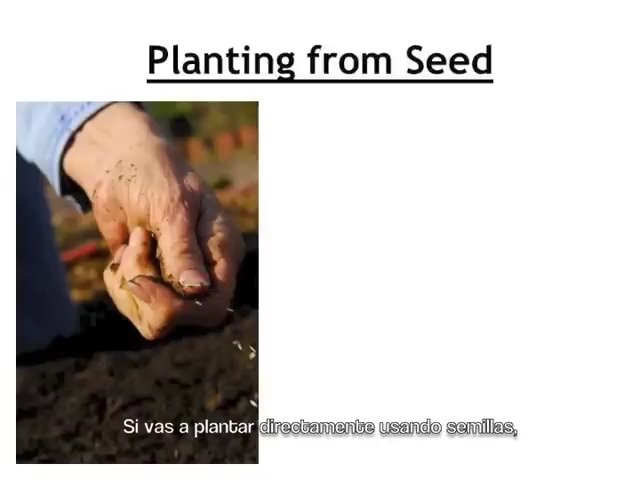 Planting from Seed
Si vas a plantar directamente usando semillas,